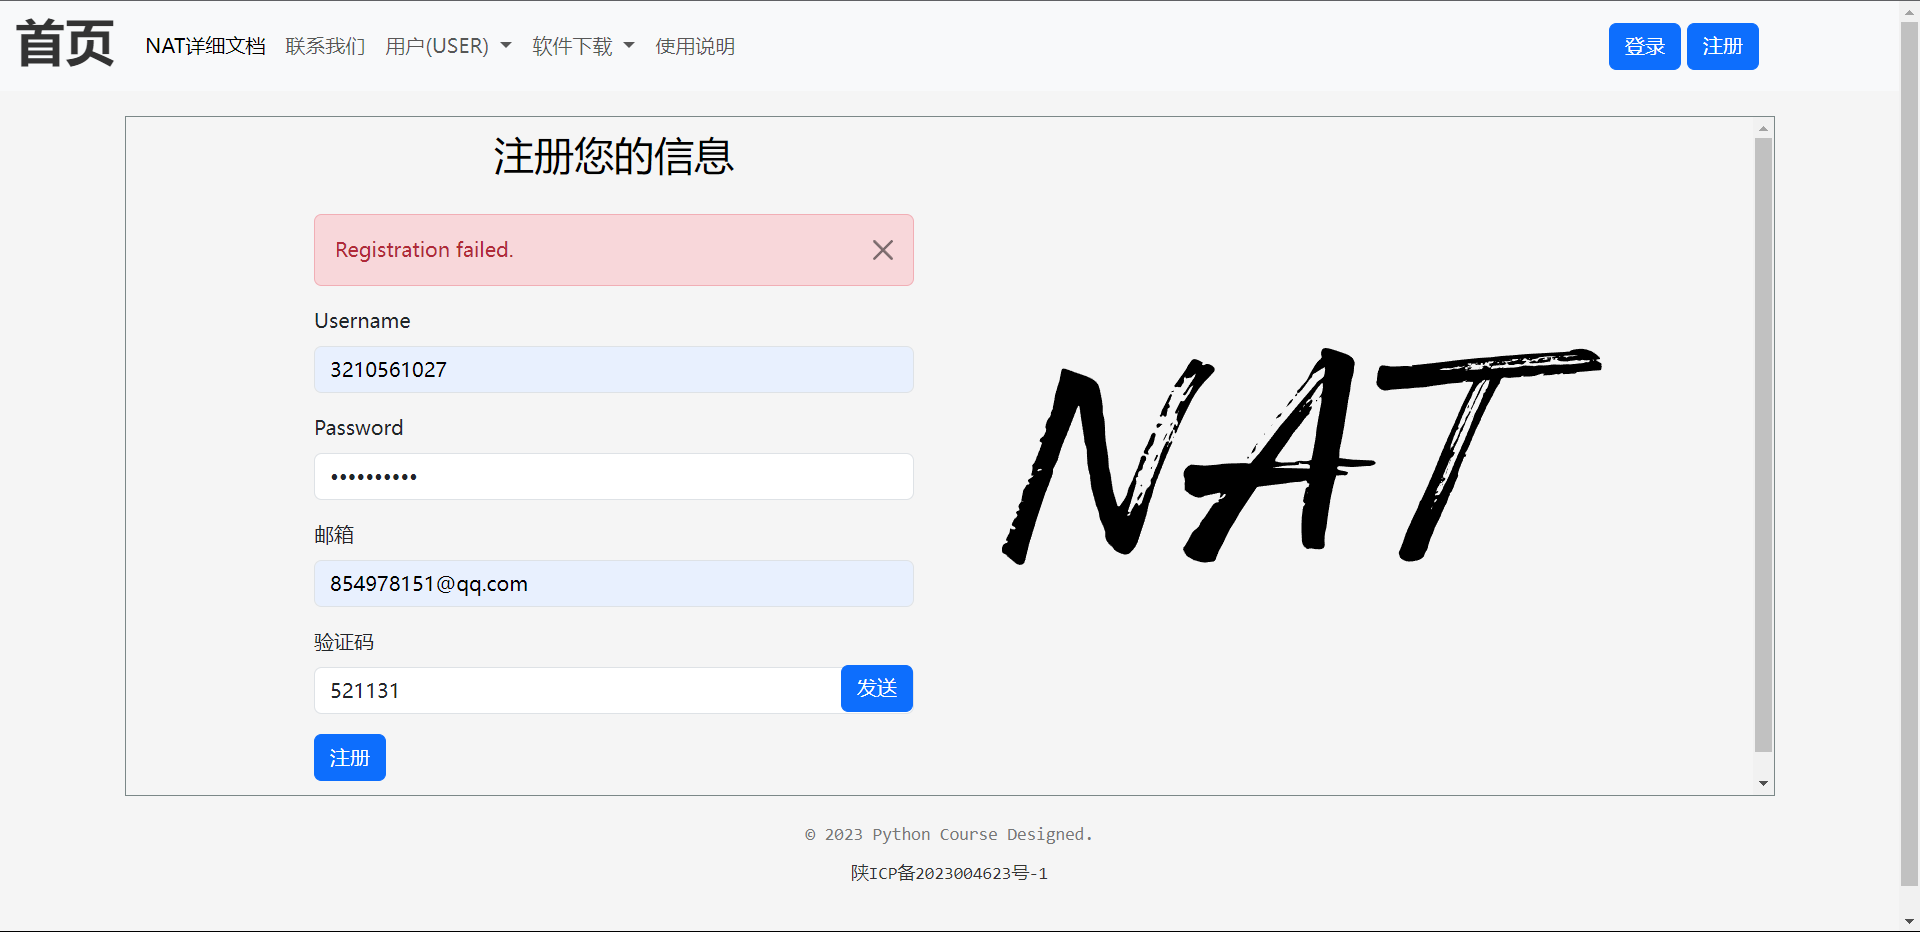 首页 NAT详细文档 联系我们 用户(USER) 软件下载 使用说明 登录 注册
注册您的信息
Registration failed.
Username
3210561027
Password
••••••••••
邮箱
854978151@qq.com
验证码
521131 发送
注册
NAT
© 2023 Python Course Designed.
陕ICP备2023004623号-1